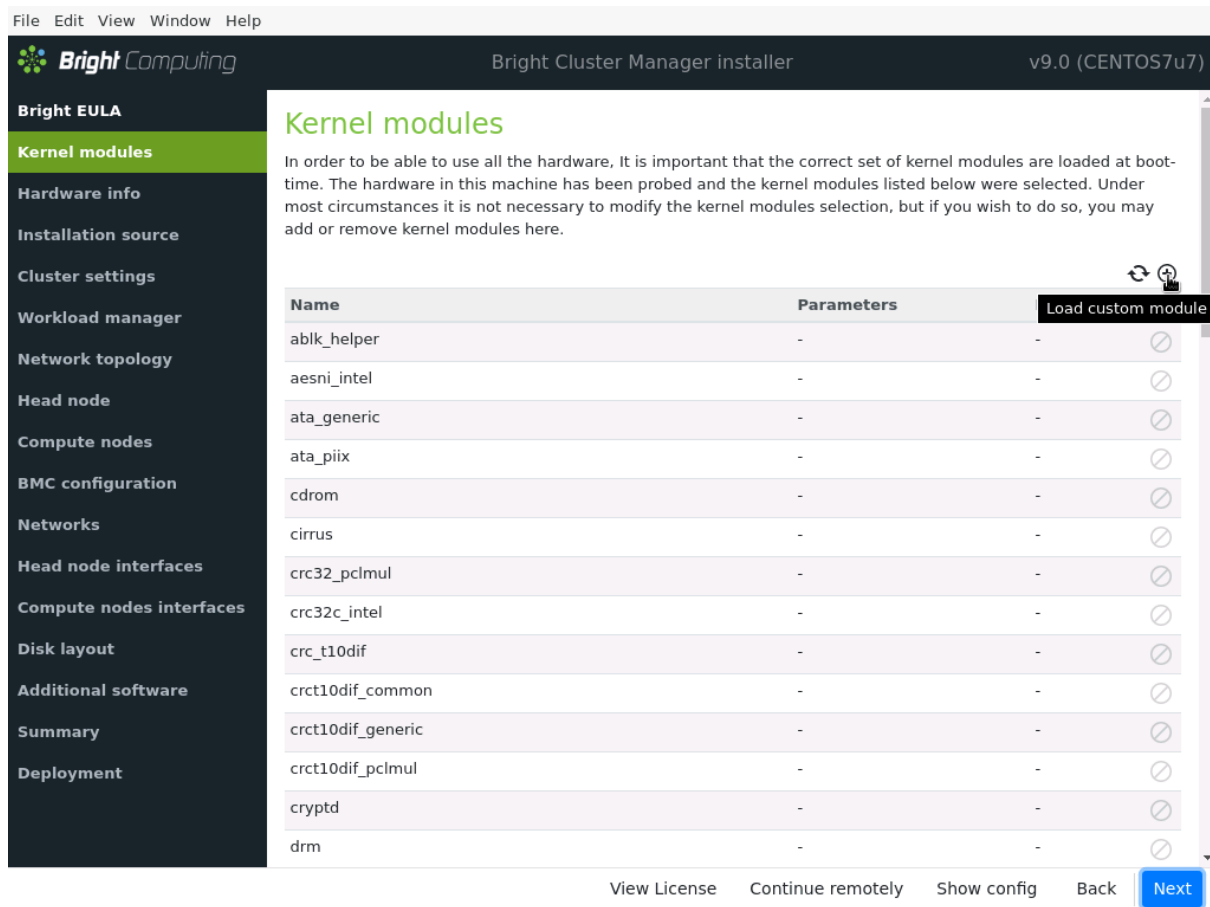 File Edit View Window Help
Bright Computing Bright Cluster Manager installer v9.0 (CENTOS7u7)
Bright EULA
Kernel modules
Hardware info
Installation source
Cluster settings
Workload manager
Network topology
Head node
Compute nodes
BMC configuration
Networks
Head node interfaces
Compute nodes interfaces
Disk layout
Additional software
Summary
Deployment
Kernel modules
In order to be able to use all the hardware, It is important that the correct set of kernel modules are loaded at boot-
time. The hardware in this machine has been probed and the kernel modules listed below were selected. Under
most circumstances it is not necessary to modify the kernel modules selection, but if you wish to do so, you may
add or remove kernel modules here.
Name Parameters
Load custom module
ablk_helper - -
aesni_intel - -
ata_generic - -
ata_piix - -
cdrom - -
cirrus - -
crc32_pclmul - -
crc32c_intel - -
crc_t10dif - -
crct10dif_common - -
crct10dif_generic - -
crct10dif_pclmul - -
cryptd - -
drm - -
View License Continue remotely Show config Back Next